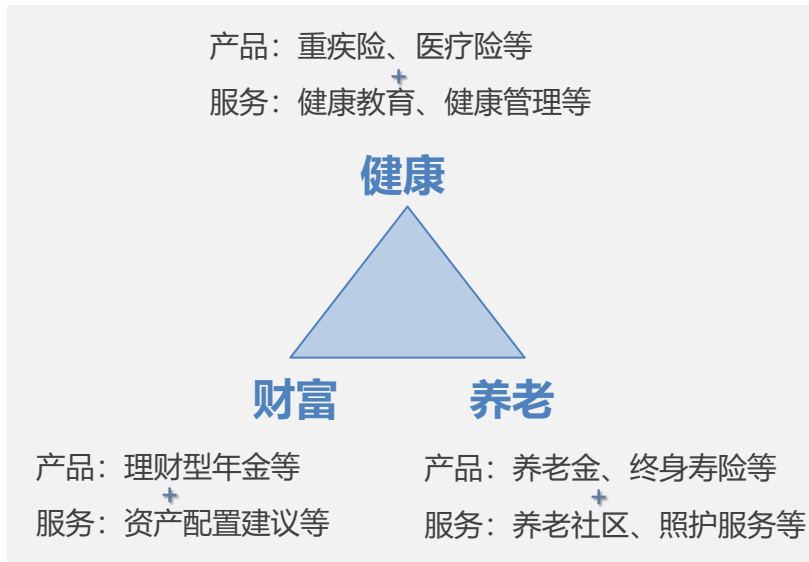 产品：重疾险、医疗险等
+
服务：健康教育、健康管理等
健康
财富
养老
产品：理财型年金等
+
服务：资产配置建议等
产品：养老金、终身寿险等
+
服务：养老社区、照护服务等